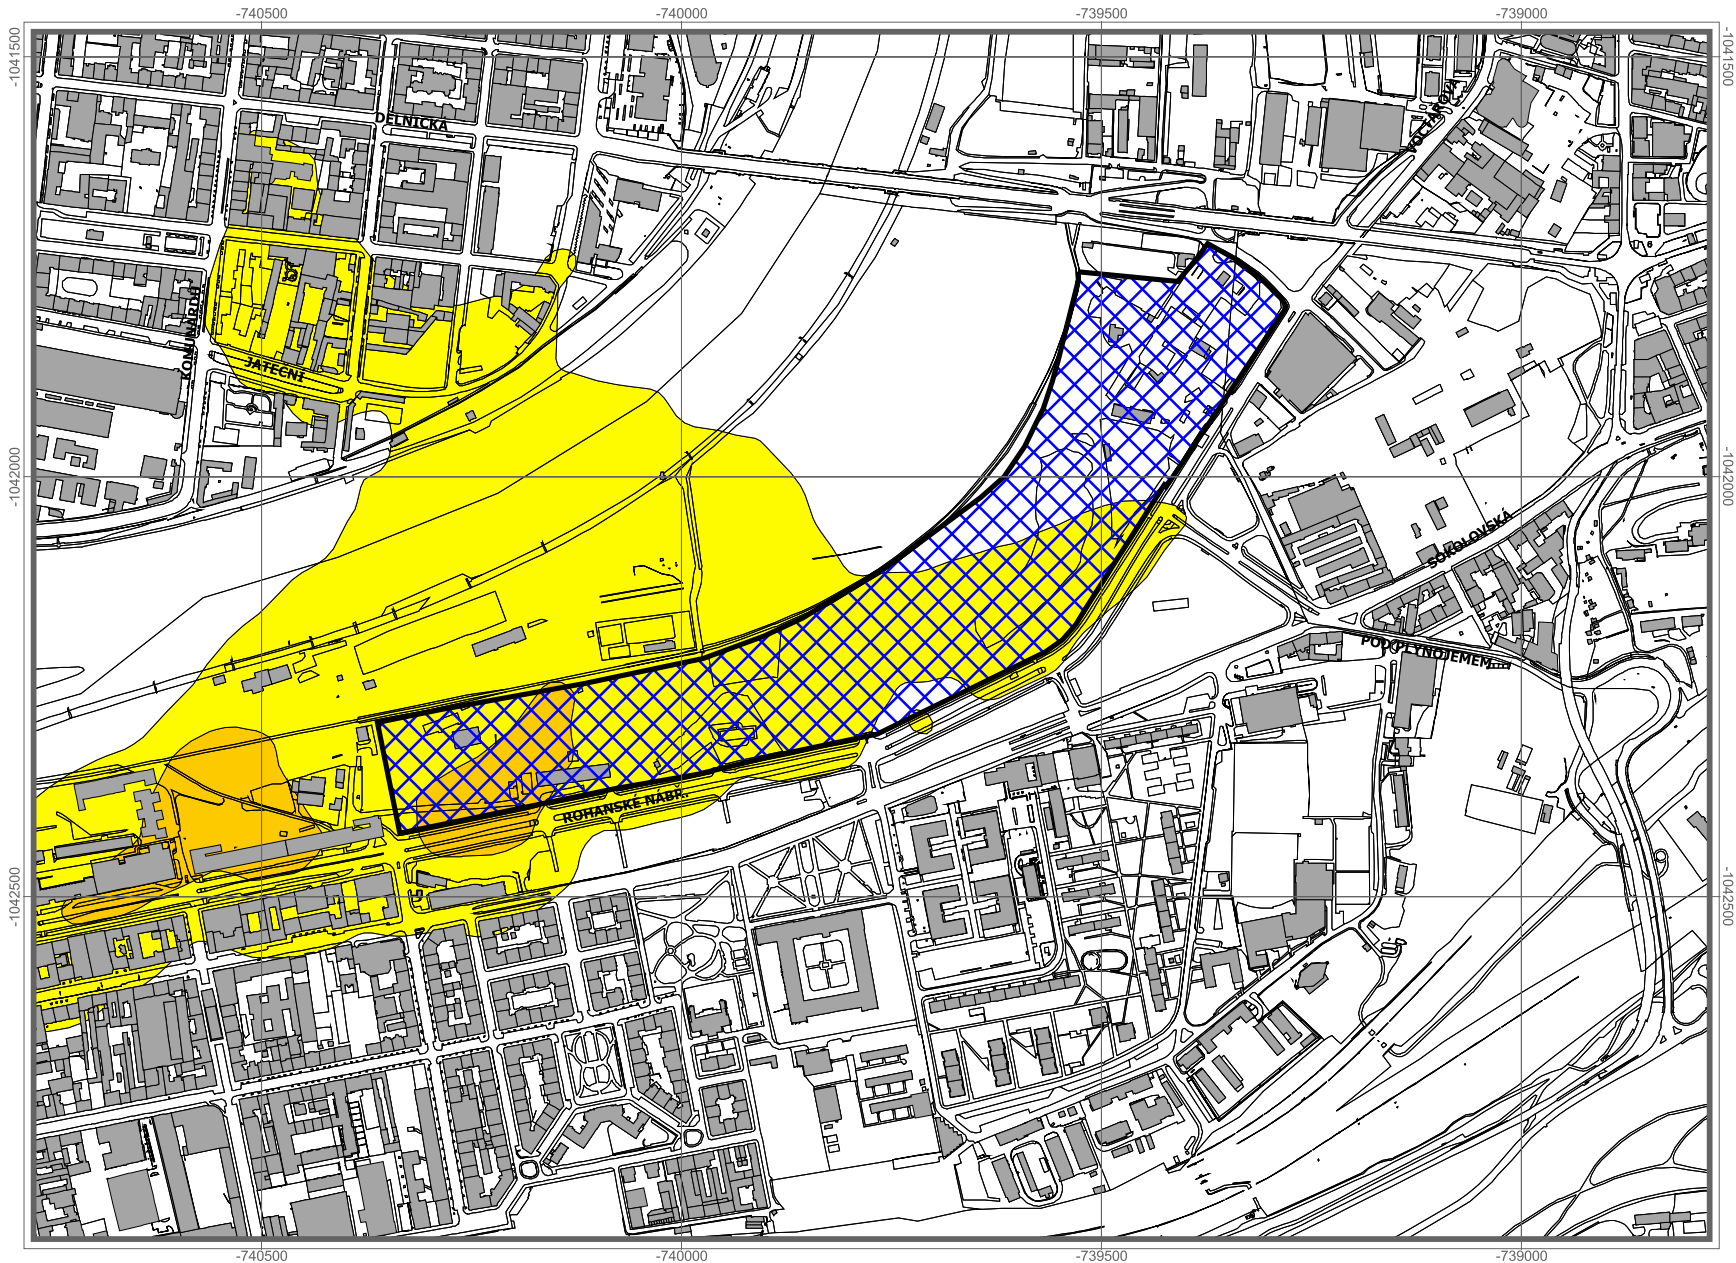 -740500 -740000 -739500 -739000
-1041500 -1041500
DĚLNICKÁ
VOCTÁŘOVA
KOMUNARDŮ
JATEČNÍ
-1042000 -1042000
SOKOLOVSKÁ
POD PLYNOJEMEM
ROHANSKÉ NÁBŘ.
-1042500 -1042500
-740500 -740000 -739500 -739000